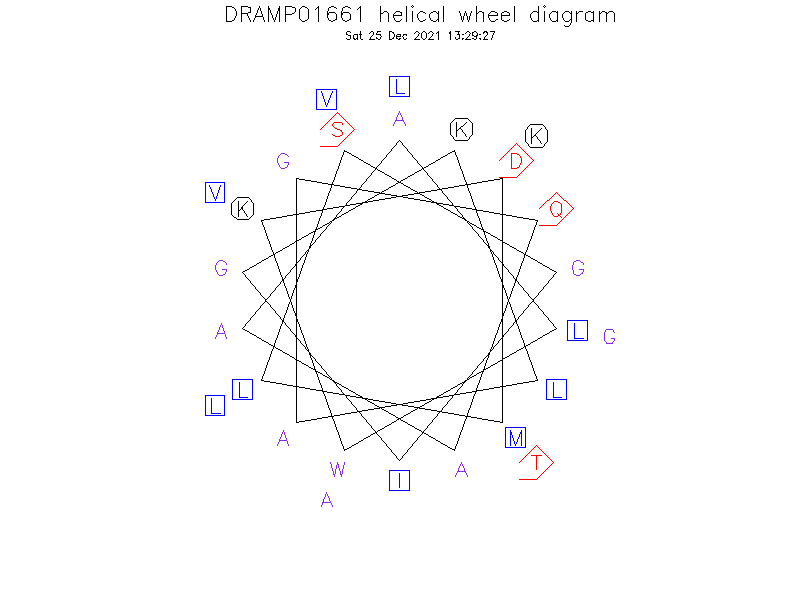 DRAMP01661 helical wheel diagram
Sat 25 Dec 2021 13:29:27
L
V
A
S
K
K
G
D
V
K
Q
G
G
A
L
G
L
L
L
A
M
W
I
A
T
A